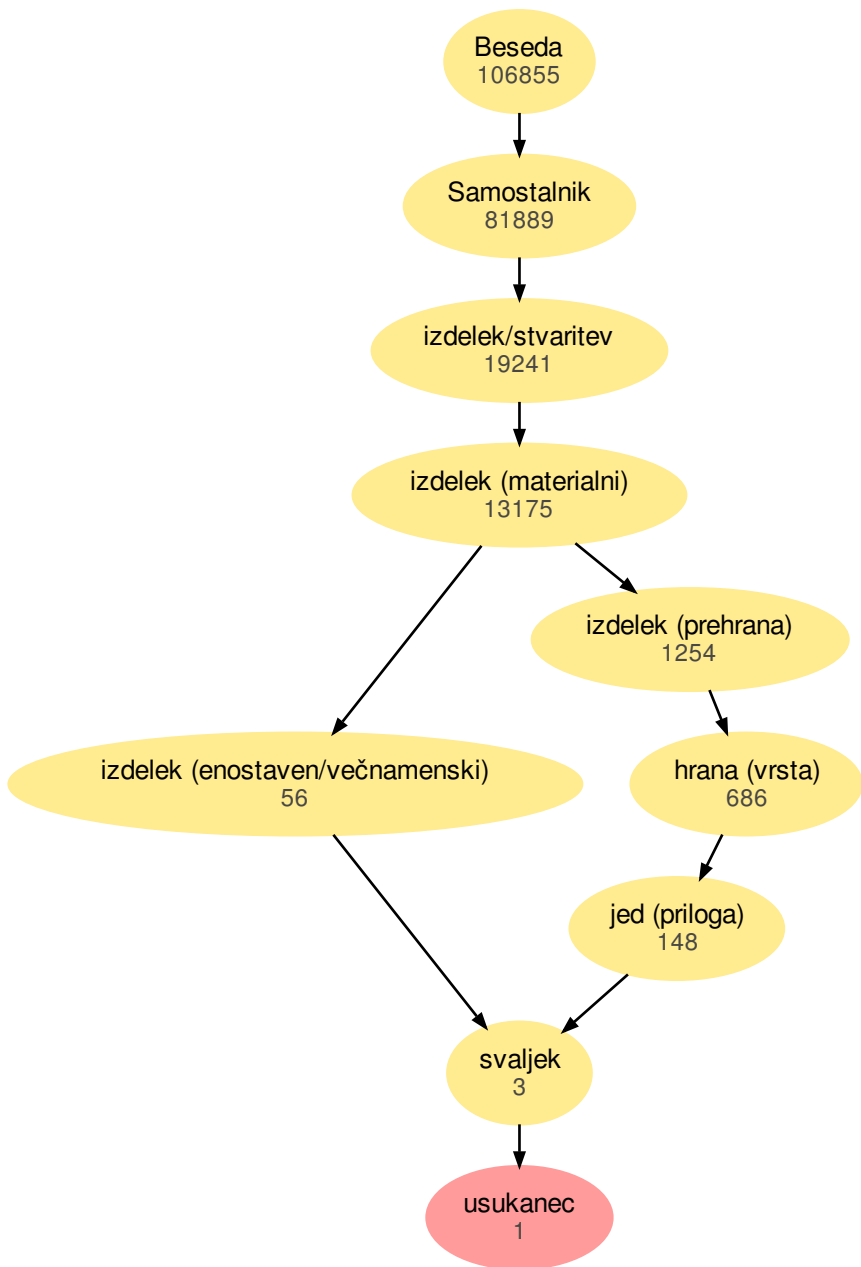 Beseda
106855
Samostalnik
81889
izdelek/stvaritev
19241
izdelek (materialni)
13175
izdelek (prehrana)
1254
izdelek (enostaven/večnamenski)
56
hrana (vrsta)
686
jed (priloga)
148
svaljek
3
usukanec
1